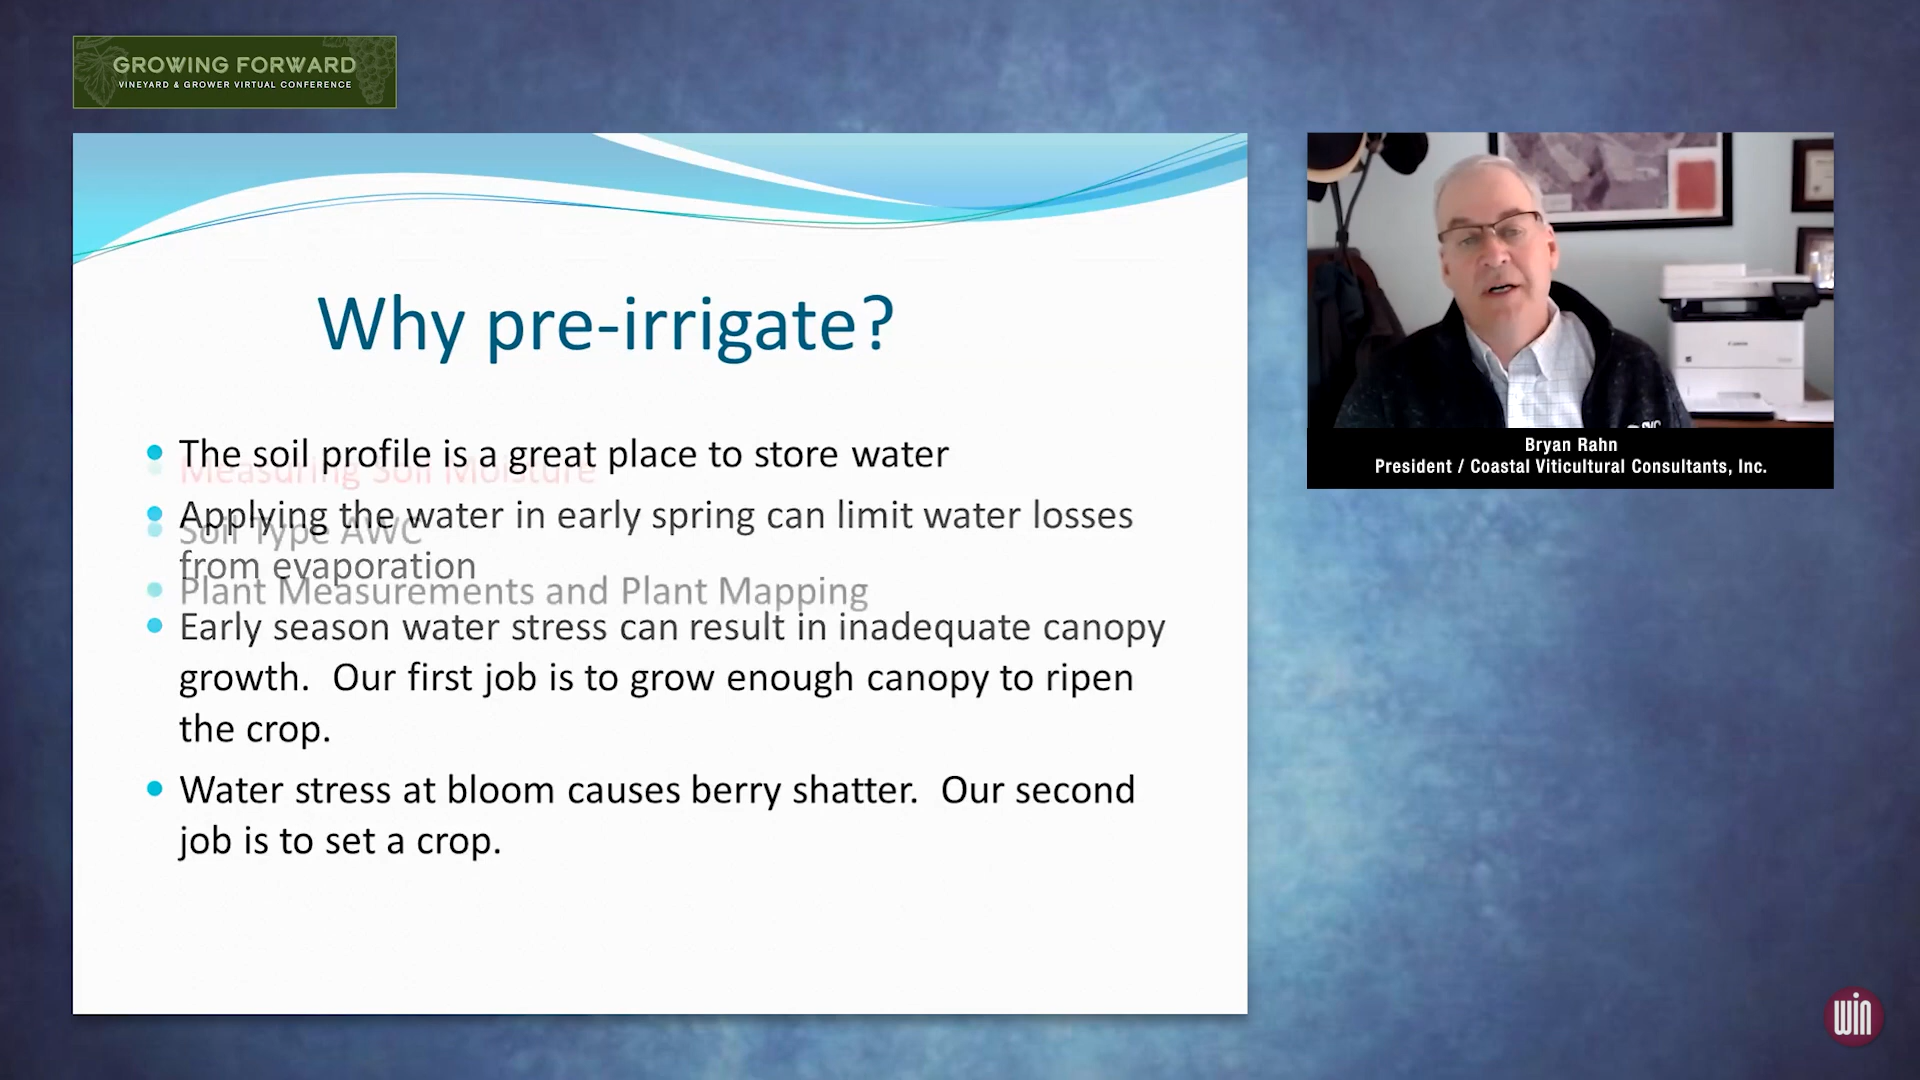 GROWING FORWARD
VINEYARD & GROWER VIRTUAL CONFERENCE
Why pre-irrigate?
• The soil profile is a great place to store water
Measuring Soil Moisture
• Applying the water in early spring can limit water losses
Soil Type AWC
from evaporation
• Plant Measurements and Plant Mapping
• Early season water stress can result in inadequate canopy
growth. Our first job is to grow enough canopy to ripen
the crop.
• Water stress at bloom causes berry shatter. Our second
job is to set a crop.
Canon
Bryan Rahn
President / Coastal Viticultural Consultants, Inc.
win